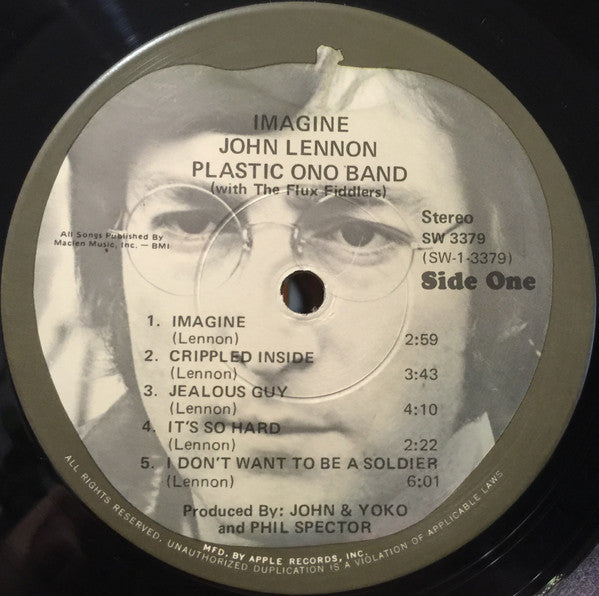 IMAGINE
JOHN LENNON
PLASTIC ONO BAND
(with The Flux Fiddlers)
All Songs Published By
Maclen Music, Inc. — BMI
Stereo
SW 3379
(SW-1-3379)
Side One
1. IMAGINE
(Lennon) 2:59
2. CRIPPLED INSIDE
(Lennon) 3:43
3. JEALOUS GUY
(Lennon) 4:10
4. IT'S SO HARD
(Lennon) 2:22
5. I DON'T WANT TO BE A SOLDIER
(Lennon) 6:01
Produced By: JOHN & YOKO
and PHIL SPECTOR
MFD. BY APPLE RECORDS, INC.
ALL RIGHTS RESERVED. UNAUTHORIZED DUPLICATION IS A VIOLATION OF APPLICABLE LAWS